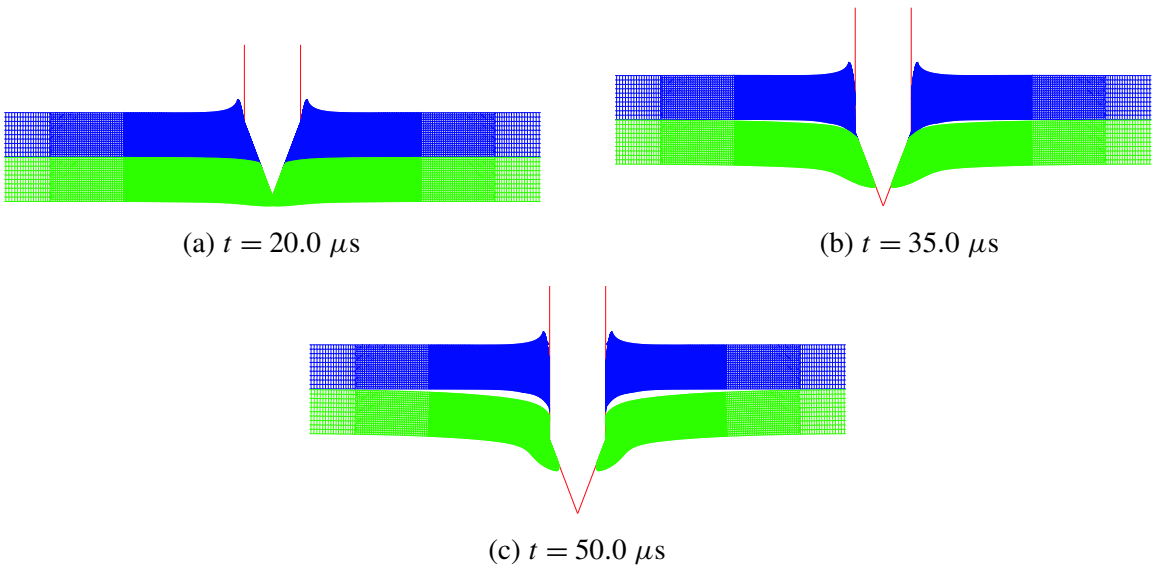 (a) t = 20.0 μs
(b) t = 35.0 μs
(c) t = 50.0 μs